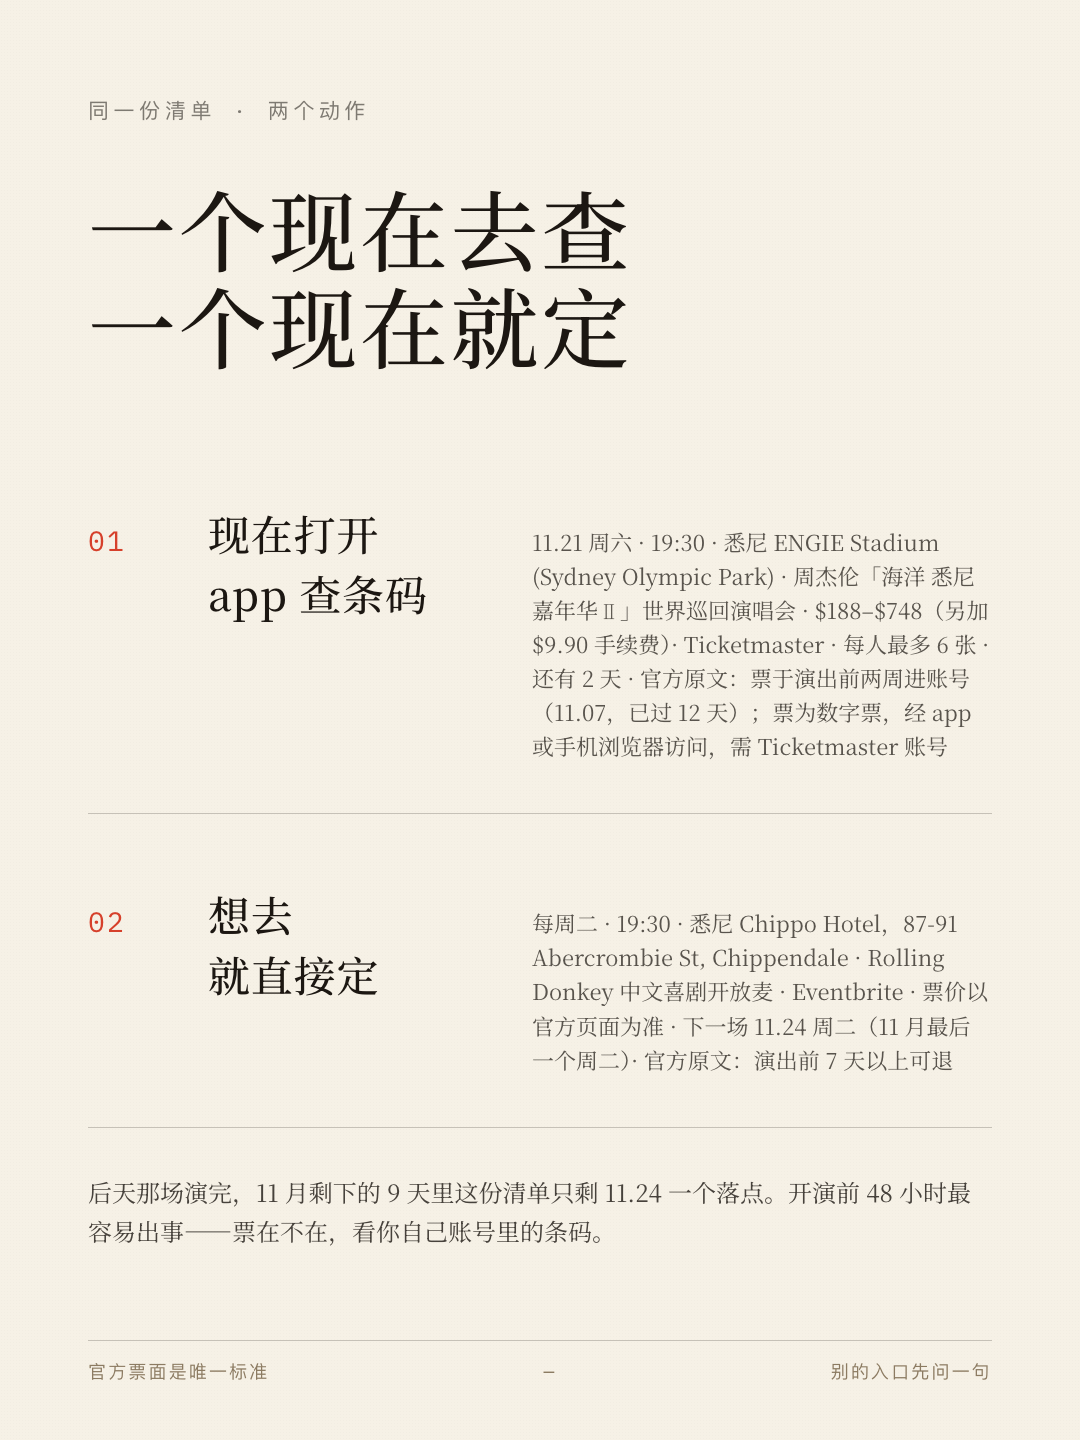 同一份清单 · 两个动作
一个现在去查
一个现在就定
01
现在打开
app 查条码
11.21 周六 · 19:30 · 悉尼 ENGIE Stadium
(Sydney Olympic Park) · 周杰伦「海洋 悉尼
嘉年华 Ⅱ 」世界巡回演唱会 · $188–$748（另加
$9.90 手续费）· Ticketmaster · 每人最多 6 张 ·
还有 2 天 · 官方原文：票于演出前两周进账号
（11.07，已过 12 天）；票为数字票，经 app
或手机浏览器访问，需 Ticketmaster 账号
02
想去
就直接定
每周二 · 19:30 · 悉尼 Chippo Hotel，87-91
Abercrombie St, Chippendale · Rolling
Donkey 中文喜剧开放麦 · Eventbrite · 票价以
官方页面为准 · 下一场 11.24 周二（11 月最后
一个周二）· 官方原文：演出前 7 天以上可退
后天那场演完，11 月剩下的 9 天里这份清单只剩 11.24 一个落点。开演前 48 小时最
容易出事——票在不在，看你自己账号里的条码。
官方票面是唯一标准
–
别的入口先问一句